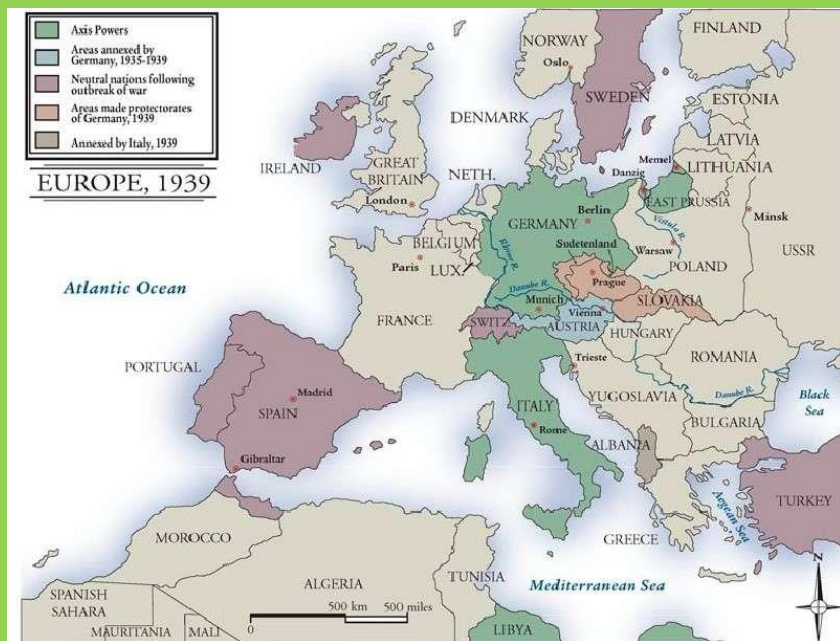 Axis Powers
Areas annexed by
Germany, 1935-1939
Neutral nations following
outbreak of war
Areas made protectorates
of Germany, 1939
Annexed by Italy, 1939
EUROPE, 1939
NORWAY
Oslo
FINLAND
SWEDEN
ESTONIA
LATVIA
DENMARK
IRELAND
GREAT
BRITAIN
London
NETH.
Memel
LITHUANIA
Danzig
EAST PRUSSIA
Minsk
Berlin
GERMANY
Vistula R.
USSR
Sudetenland
Warsaw
POLAND
BELGIUM
Rhine R.
LUX
Paris
Prague
Atlantic Ocean
Danube R.
Munich
SLOVAKIA
Vienna
AUSTRIA
FRANCE
SWITZ
HUNGARY
ROMANIA
Trieste
PORTUGAL
Madrid
SPAIN
ITALY
YUGOSLAVIA
Danube R.
Black
Sea
Rome
BULGARIA
ALBANIA
Gibraltar
TURKEY
Aegean Sea
MOROCCO
GREECE
N
ALGERIA
TUNISIA
Mediterranean Sea
SPANISH
SAHARA
500 km
500 miles
0
MAURITANIA
MALI
LIBYA